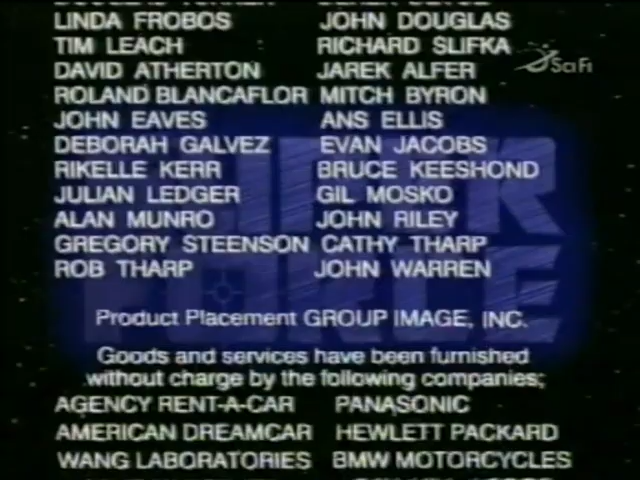 LINDA FROBOS JOHN DOUGLAS
TIM LEACH RICHARD SLIFKA
SciFi
DAVID ATHERTON JAREK ALFER
ROLAND BLANCAFLOR MITCH BYRON
JOHN EAVES ANS ELLIS
DEBORAH GALVEZ EVAN JACOBS
RIKELLE KERR BRUCE KEESHOND
JULIAN LEDGER GIL MOSKO
ALAN MUNRO JOHN RILEY
GREGORY STEENSON CATHY THARP
ROB THARP JOHN WARREN
FORCE
Product Placement GROUP IMAGE, INC.
Goods and services have been furnished
without charge by the following companies;
AGENCY RENT-A-CAR PANASONIC
AMERICAN DREAMCAR HEWLETT PACKARD
WANG LABORATORIES BMW MOTORCYCLES